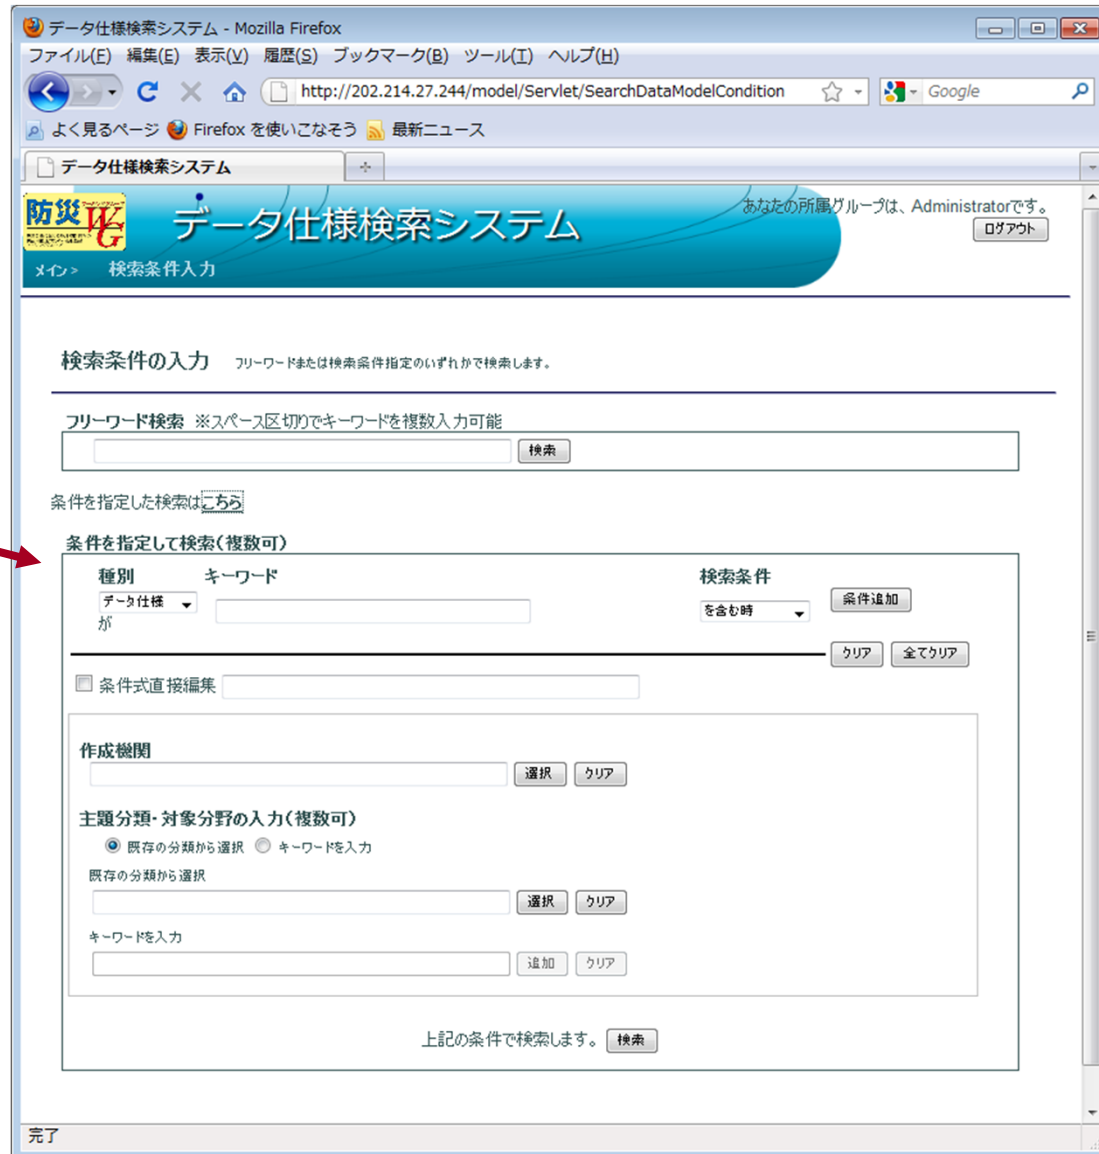 データ仕様検索システム - Mozilla Firefox
ファイル(F) 編集(E) 表示(V) 履歴(S) ブックマーク(B) ツール(T) ヘルプ(H)
http://202.214.27.244/model/Servlet/SearchDataModelCondition Google
よく見るページ Firefox を使いこなそう 最新ニュース
データ仕様検索システム
防災 WG
データ仕様検索システム
あなたの所属グループは、Administratorです。
ログアウト
メイン> 検索条件入力
検索条件の入力 フリーワードまたは検索条件指定のいずれかで検索します。
フリーワード検索 ※スペース区切りでキーワードを複数入力可能
検索
条件を指定した検索はこちら
条件を指定して検索(複数可)
種別 キーワード 検索条件
データ仕様 を含む時 条件追加
が
クリア 全てクリア
条件式直接編集
作成機関
選択 クリア
主題分類・対象分野の入力(複数可)
既存の分類から選択 キーワードを入力
既存の分類から選択
選択 クリア
キーワードを入力
追加 クリア
上記の条件で検索します。 検索
完了